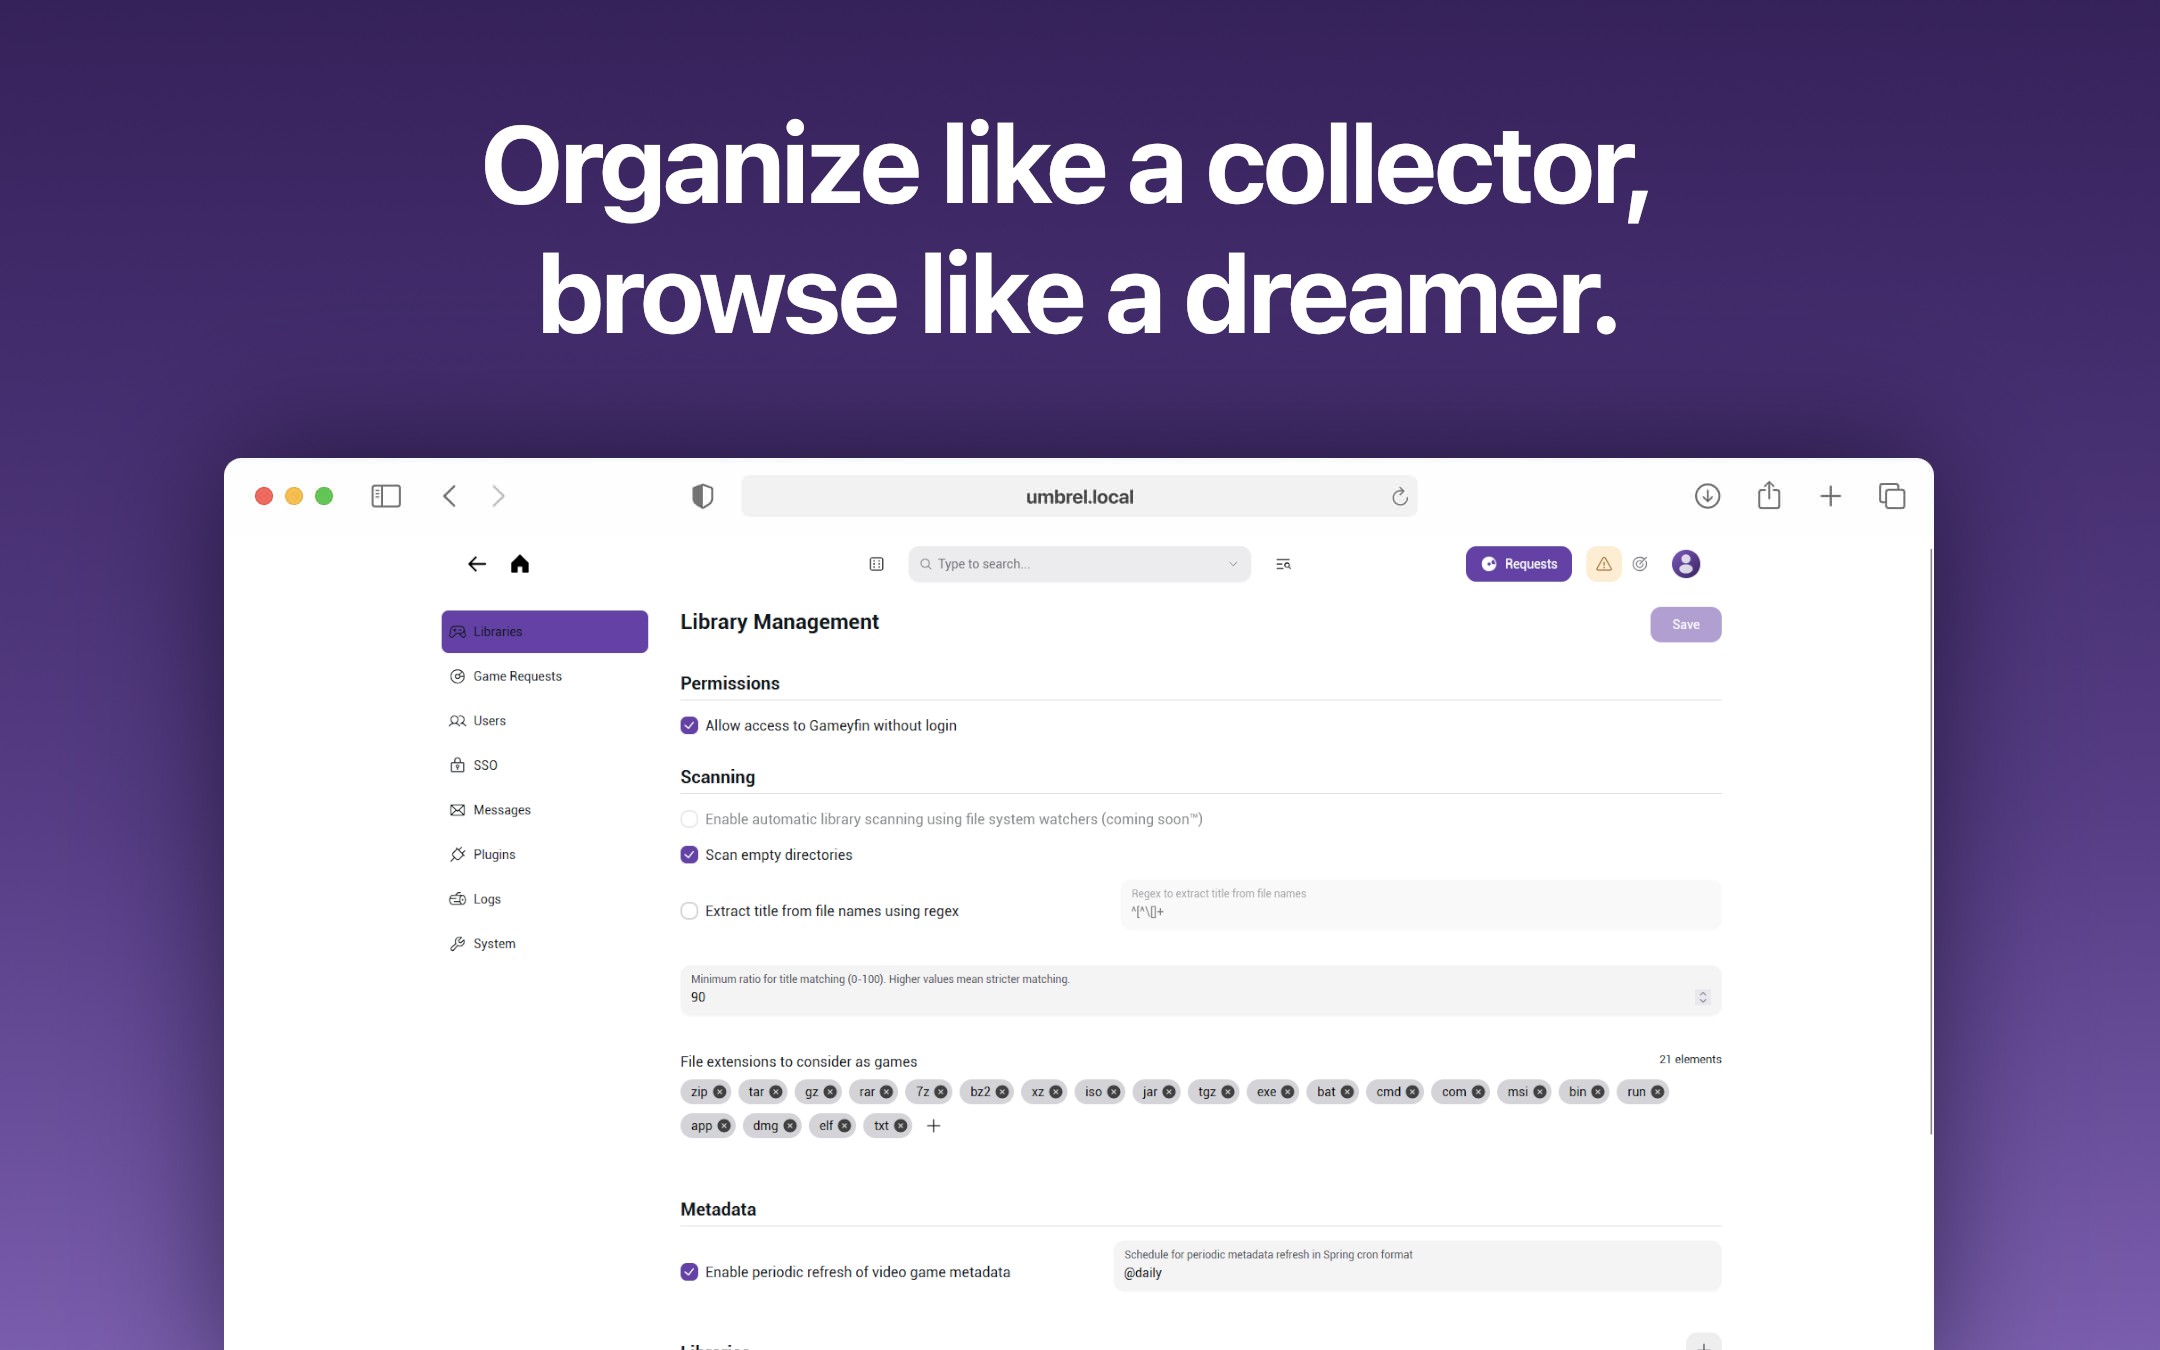 Organize like a collector,
browse like a dreamer.
umbrel.local
Type to search...
Requests
Libraries
Game Requests
Users
SSO
Messages
Plugins
Logs
System
Library Management
Save
Permissions
Allow access to Gameyfin without login
Scanning
Enable automatic library scanning using file system watchers (coming soon™)
Scan empty directories
Extract title from file names using regex
Regex to extract title from file names
^[^\[]+
Minimum ratio for title matching (0-100). Higher values mean stricter matching.
90
File extensions to consider as games
21 elements
zip tar gz rar 7z bz2 xz iso jar tgz exe bat cmd com msi bin run
app dmg elf txt
Metadata
Enable periodic refresh of video game metadata
Schedule for periodic metadata refresh in Spring cron format
@daily